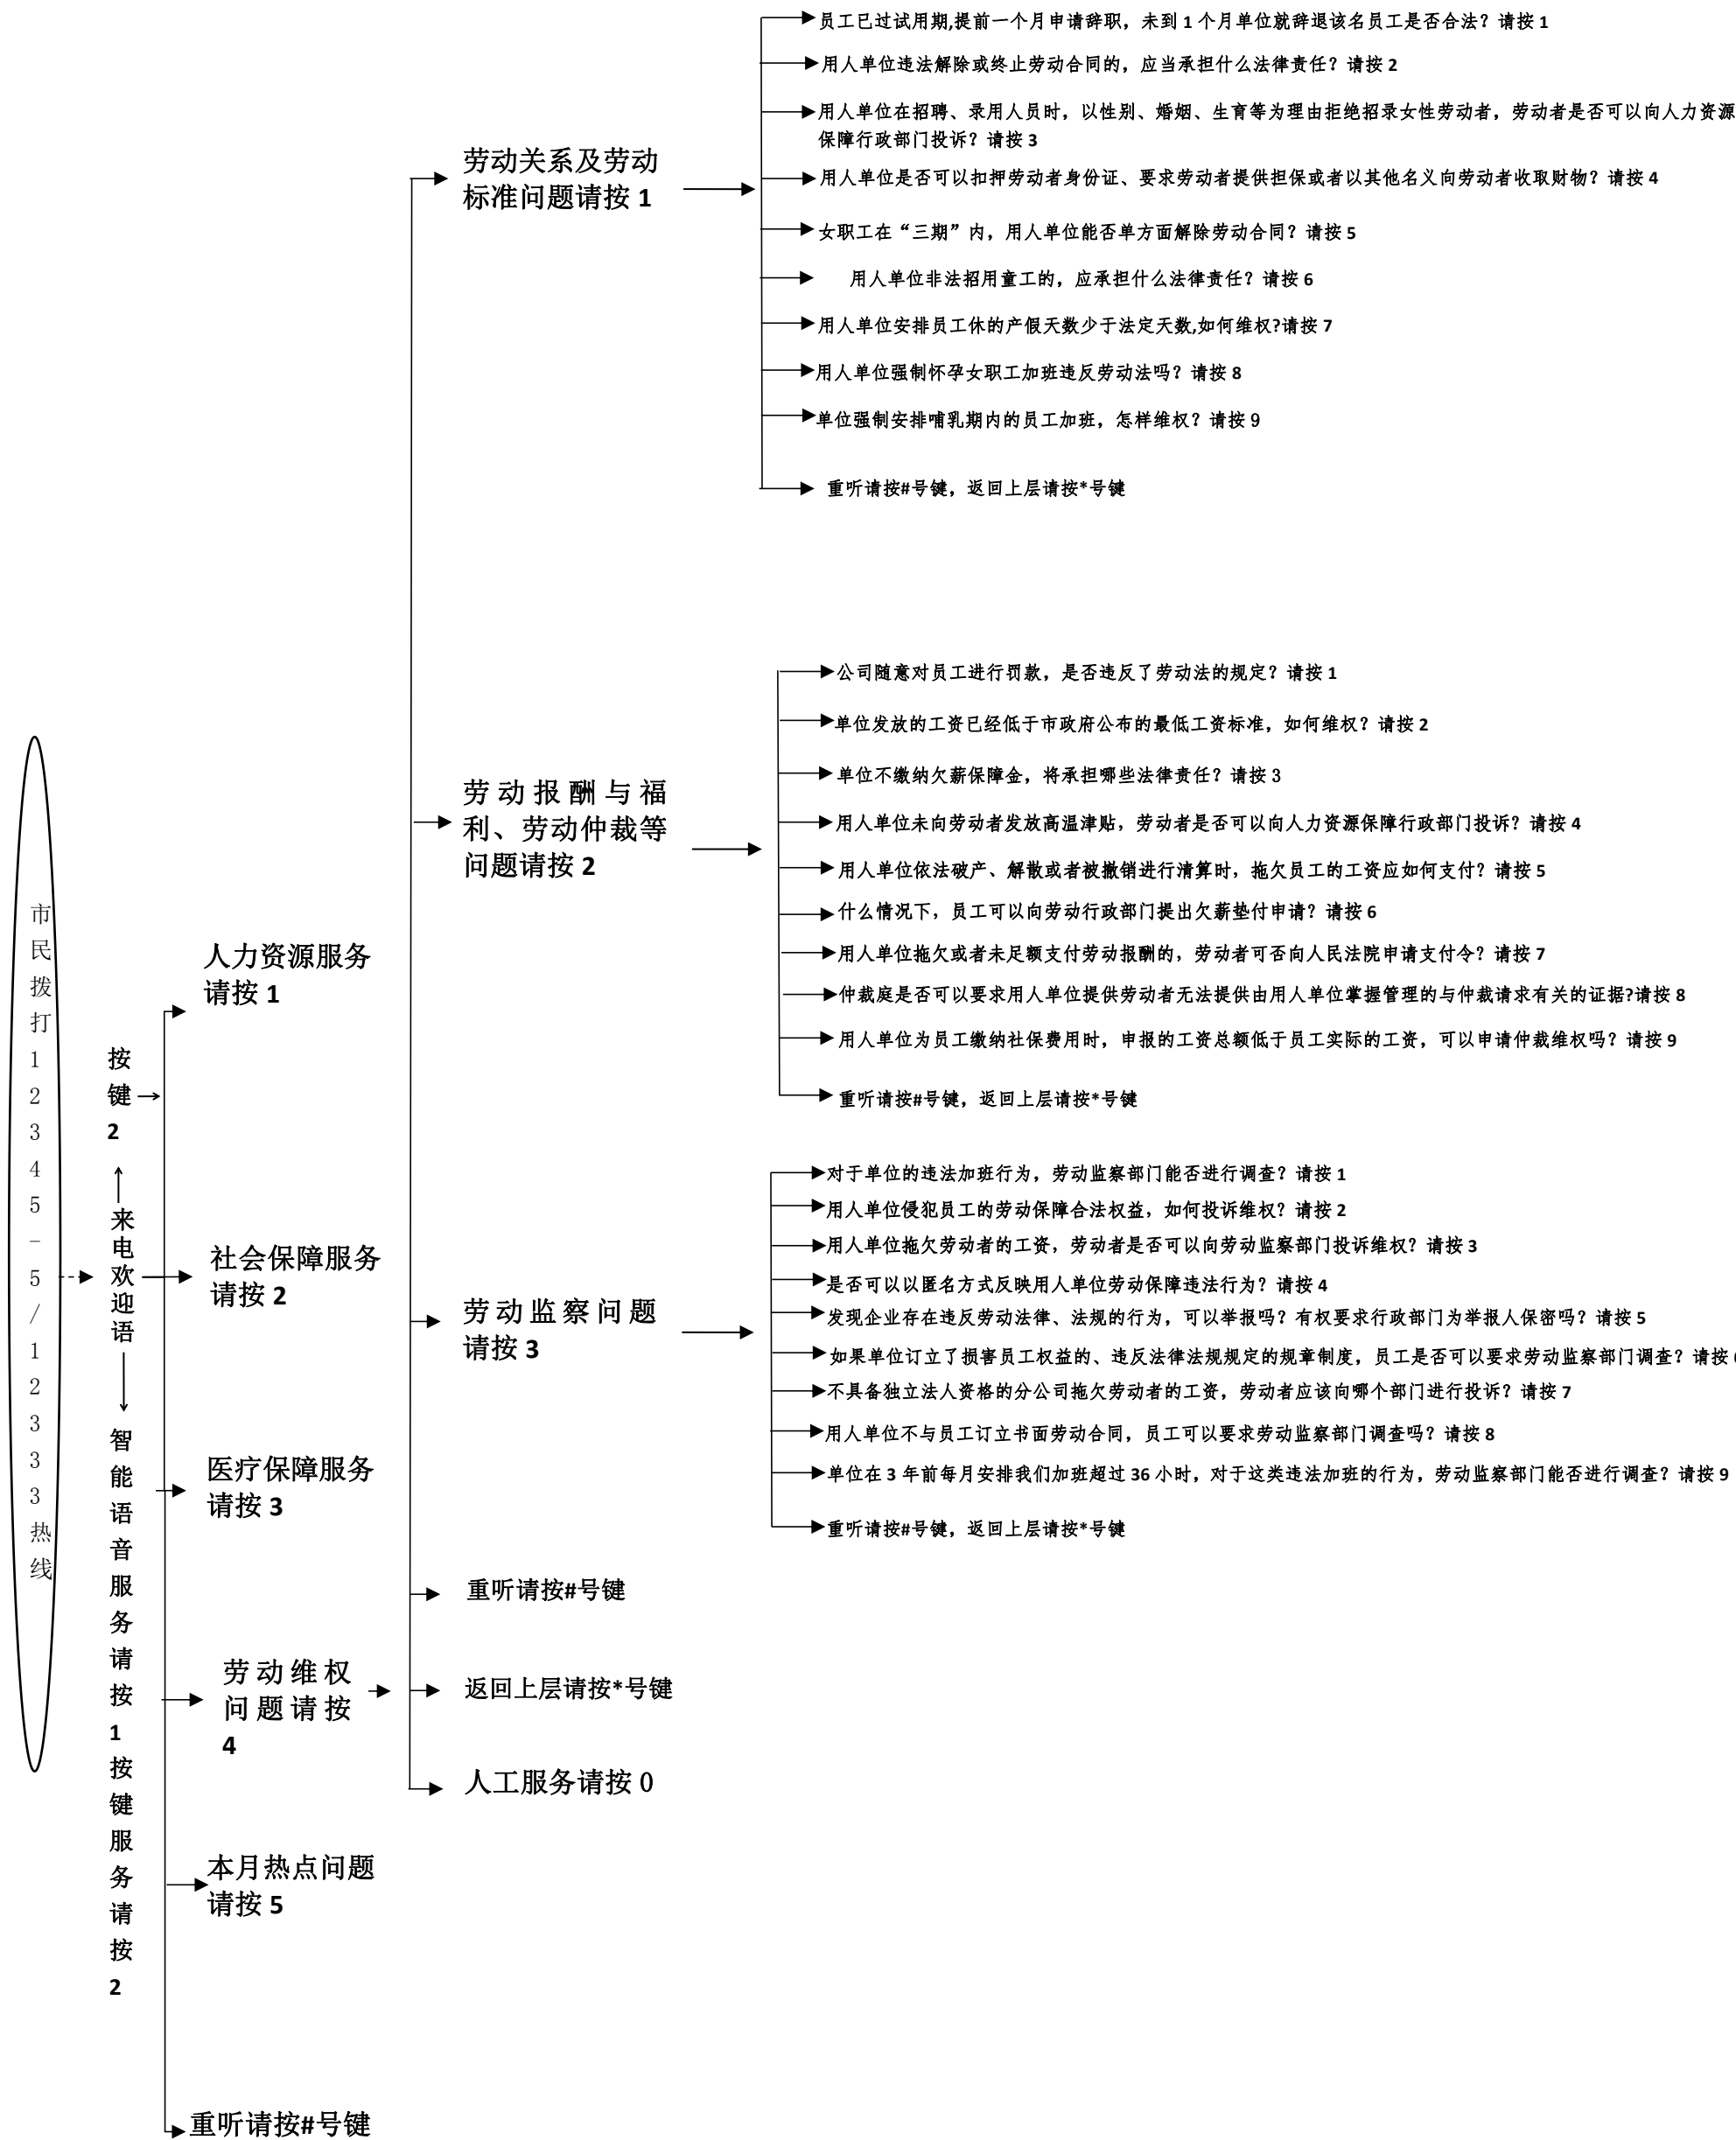 市民拨打12345-5/12333热线
按键2
来电欢迎语
智能语音服务请按1按键服务请按2
人力资源服务
请按 1
社会保障服务
请按 2
医疗保障服务
请按 3
劳动维权
问题请按
4
本月热点问题
请按 5
重听请按#号键
劳动关系及劳动
标准问题请按 1
员工已过试用期,提前一个月申请辞职，未到 1 个月单位就辞退该名员工是否合法？请按 1
用人单位违法解除或终止劳动合同的，应当承担什么法律责任？请按 2
用人单位在招聘、录用人员时，以性别、婚姻、生育等为理由拒绝招录女性劳动者，劳动者是否可以向人力资源
保障行政部门投诉？请按 3
用人单位是否可以扣押劳动者身份证、要求劳动者提供担保或者以其他名义向劳动者收取财物？请按 4
女职工在“三期”内，用人单位能否单方面解除劳动合同？请按 5
用人单位非法招用童工的，应承担什么法律责任？请按 6
用人单位安排员工休的产假天数少于法定天数,如何维权?请按 7
用人单位强制怀孕女职工加班违反劳动法吗？请按 8
单位强制安排哺乳期内的员工加班，怎样维权？请按 9
重听请按#号键，返回上层请按*号键
劳动报酬与福
利、劳动仲裁等
问题请按 2
公司随意对员工进行罚款，是否违反了劳动法的规定？请按 1
单位发放的工资已经低于市政府公布的最低工资标准，如何维权？请按 2
单位不缴纳欠薪保障金，将承担哪些法律责任？请按 3
用人单位未向劳动者发放高温津贴，劳动者是否可以向人力资源保障行政部门投诉？请按 4
用人单位依法破产、解散或者被撤销进行清算时，拖欠员工的工资应如何支付？请按 5
什么情况下，员工可以向劳动行政部门提出欠薪垫付申请？请按 6
用人单位拖欠或者未足额支付劳动报酬的，劳动者可否向人民法院申请支付令？请按 7
仲裁庭是否可以要求用人单位提供劳动者无法提供由用人单位掌握管理的与仲裁请求有关的证据?请按 8
用人单位为员工缴纳社保费用时，申报的工资总额低于员工实际的工资，可以申请仲裁维权吗？请按 9
重听请按#号键，返回上层请按*号键
劳动监察问题
请按 3
对于单位的违法加班行为，劳动监察部门能否进行调查？请按 1
用人单位侵犯员工的劳动保障合法权益，如何投诉维权？请按 2
用人单位拖欠劳动者的工资，劳动者是否可以向劳动监察部门投诉维权？请按 3
是否可以以匿名方式反映用人单位劳动保障违法行为？请按 4
发现企业存在违反劳动法律、法规的行为，可以举报吗？有权要求行政部门为举报人保密吗？请按 5
如果单位订立了损害员工权益的、违反法律法规规定的规章制度，员工是否可以要求劳动监察部门调查？请按
不具备独立法人资格的分公司拖欠劳动者的工资，劳动者应该向哪个部门进行投诉？请按 7
用人单位不与员工订立书面劳动合同，员工可以要求劳动监察部门调查吗？请按 8
单位在 3 年前每月安排我们加班超过 36 小时，对于这类违法加班的行为，劳动监察部门能否进行调查？请按 9
重听请按#号键，返回上层请按*号键
重听请按#号键
返回上层请按*号键
人工服务请按 0